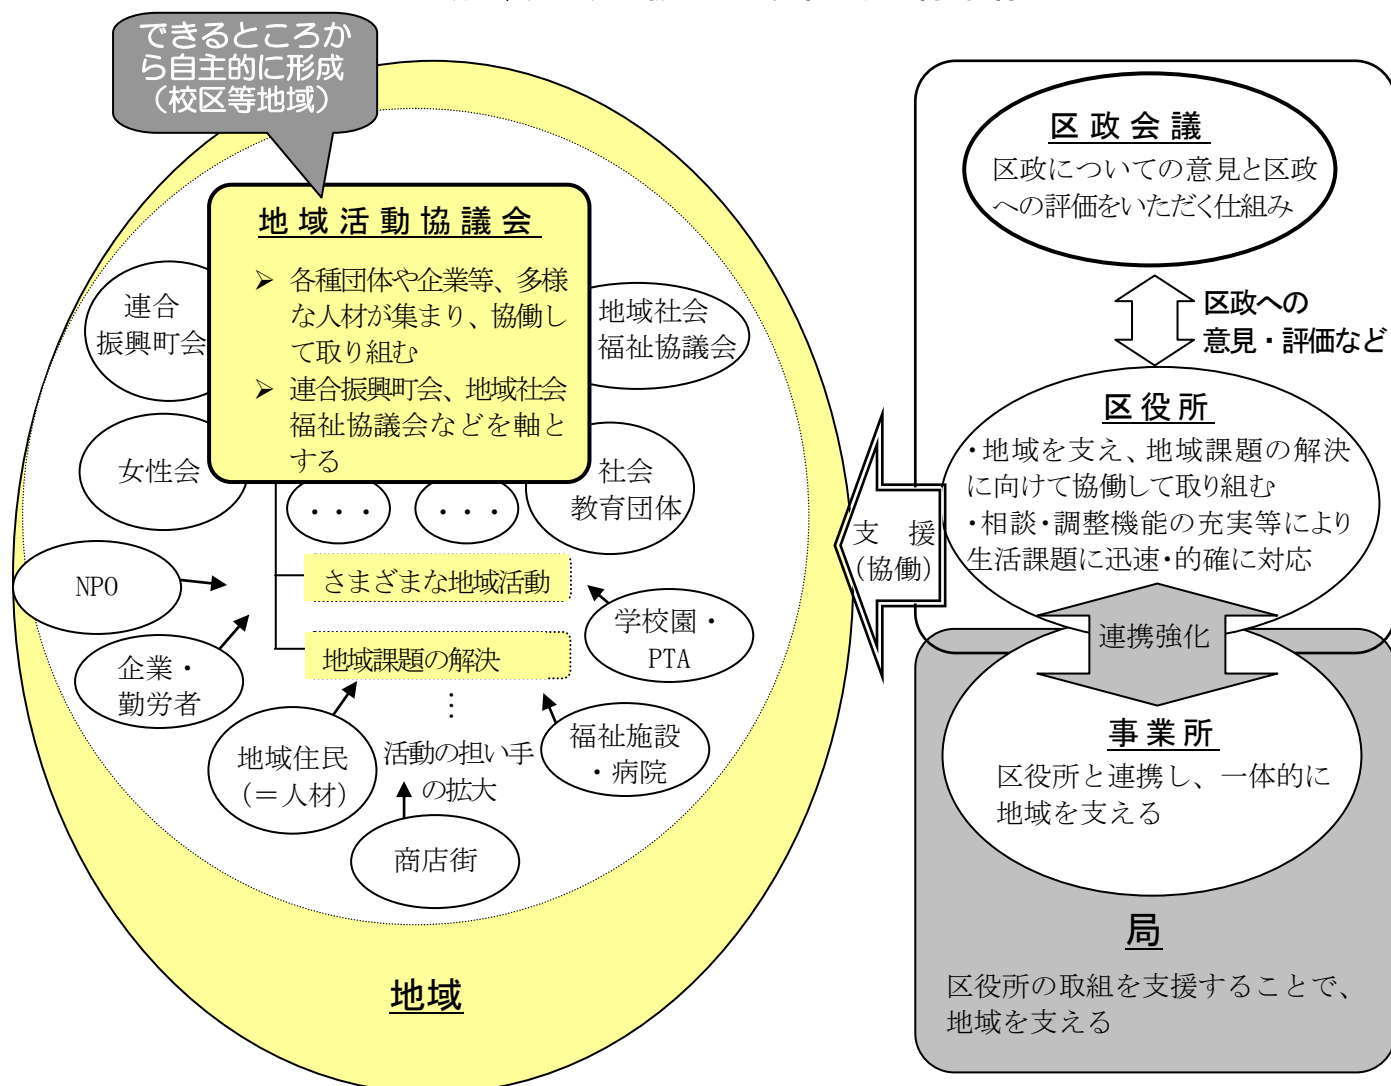 できるところか
ら自主的に形成
（校区等地域）
地域活動協議会
➢ 各種団体や企業等、多様
な人材が集まり、協働し
て取り組む
➢ 連合振興町会、地域社会
福祉協議会などを軸と
する
連合
振興町会
地域社会
福祉協議会
女性会
・・・
・・・
社会
教育団体
NPO
さまざまな地域活動
学校園・
PTA
企業・
勤労者
地域課題の解決
⋮
地域住民
（＝人材）
活動の担い手
の拡大
福祉施設
・病院
商店街
地域
支　援
（協働）
区政会議
区政についての意見と区政
への評価をいただく仕組み
区政への
意見・評価など
区役所
・地域を支え、地域課題の解決
に向けて協働して取り組む
・相談・調整機能の充実等により
生活課題に迅速・的確に対応
連携強化
事業所
区役所と連携し、一体的に
地域を支える
局
区役所の取組を支援することで、
地域を支える